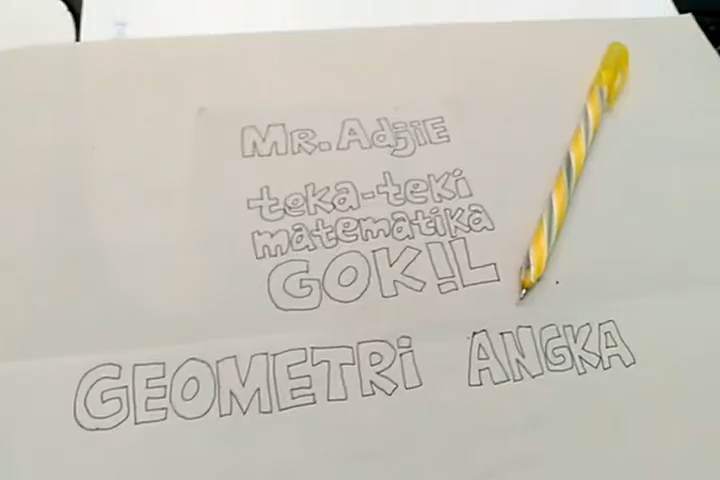 MR. AdjiE
teka-teki
matematika
GOK!L
GEOMETRi ANGKA